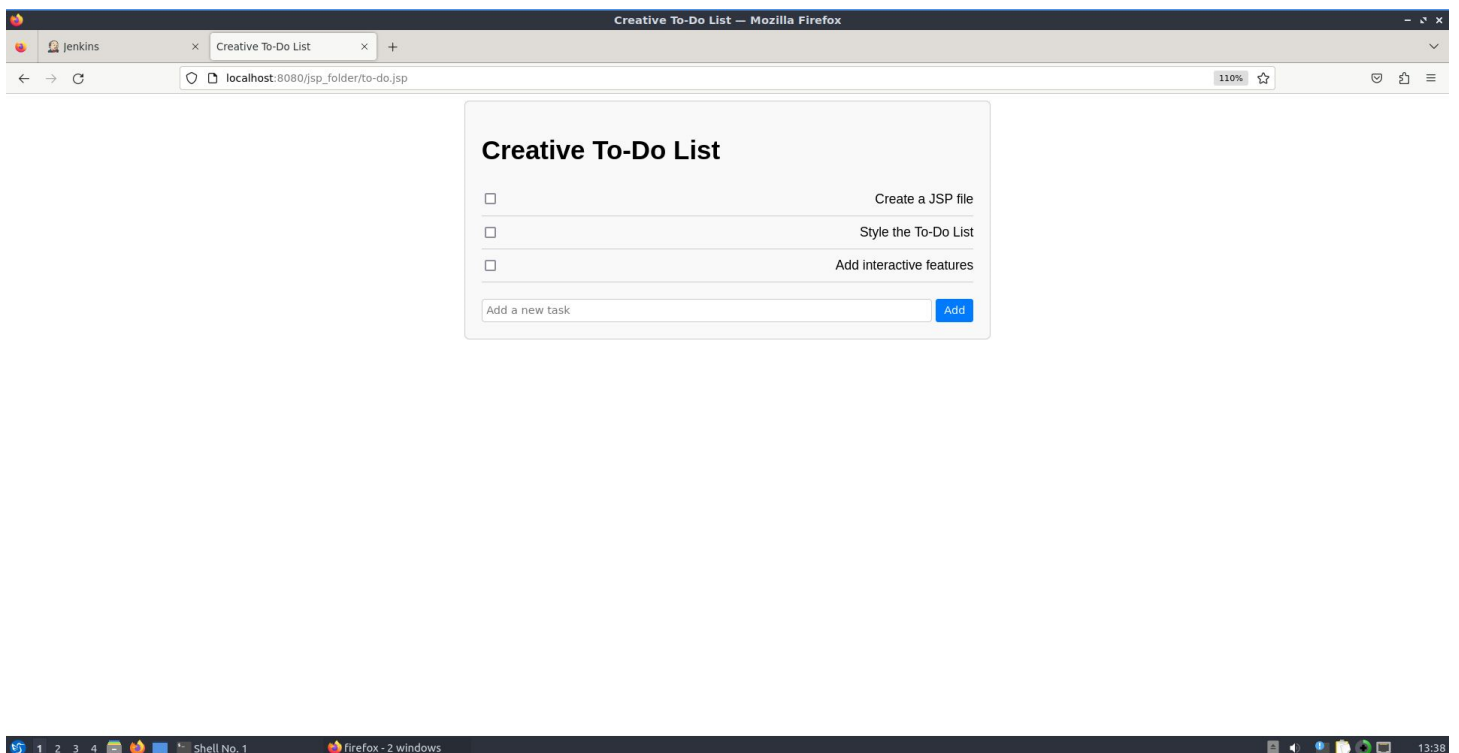 Creative To-Do List — Mozilla Firefox
Jenkins
Creative To-Do List
localhost:8080/jsp_folder/to-do.jsp
110%
Creative To-Do List
Create a JSP file
Style the To-Do List
Add interactive features
Add a new task
Add
1 2 3 4 Shell No. 1 firefox - 2 windows 13:38